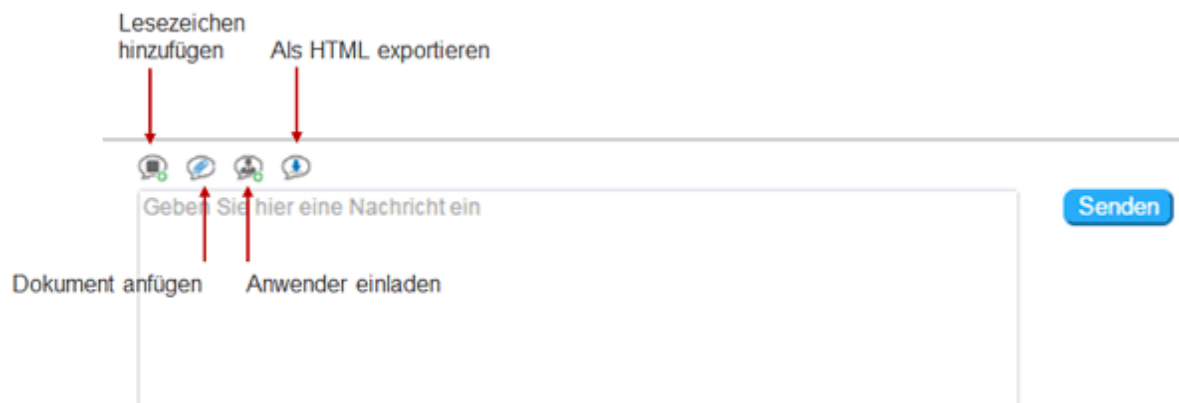 Lesezeichen
hinzufügen
Als HTML exportieren
Geben Sie hier eine Nachricht ein
Senden
Dokument anfügen
Anwender einladen